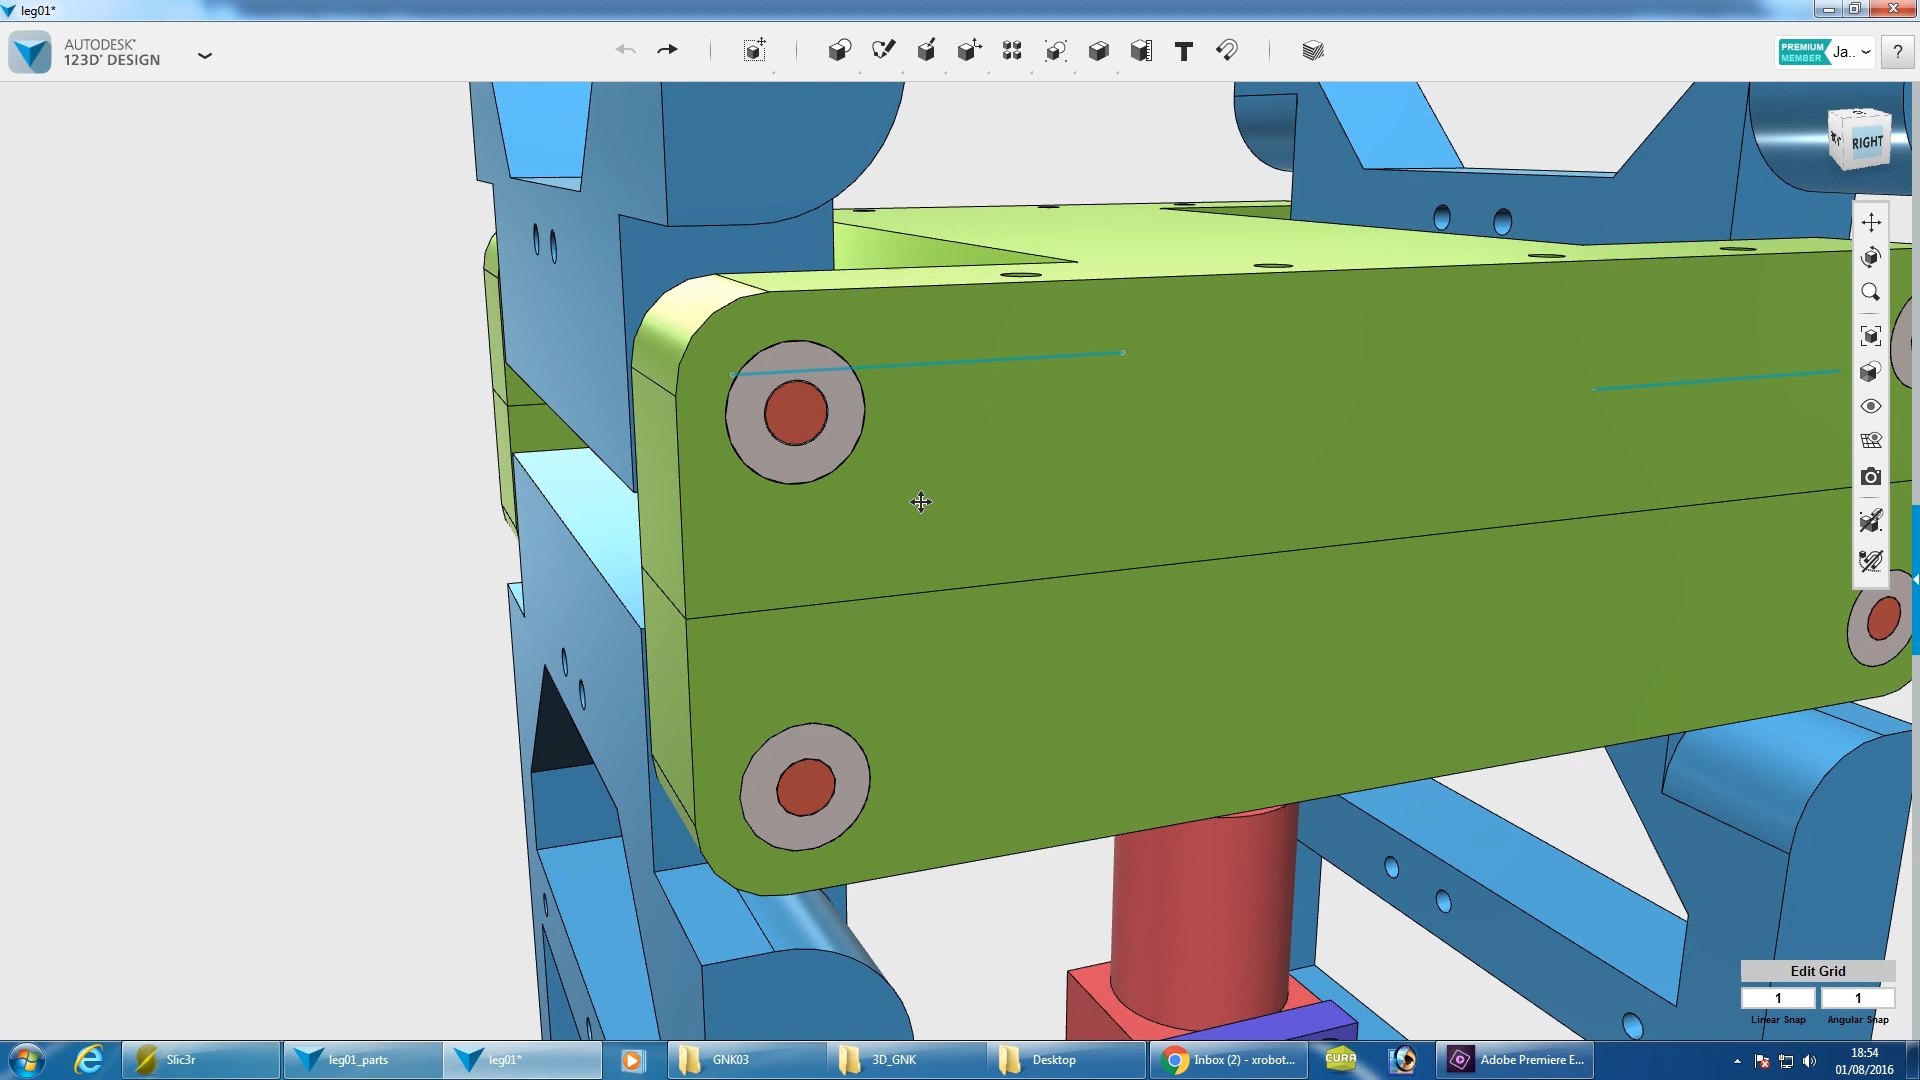 leg01*
AUTODESK®
123D® DESIGN
T
PREMIUM
MEMBER
Ja..
?
RIGHT
Edit Grid
1 1
Linear Snap Angular Snap
Slic3r
leg01_parts
leg01*
GNK03
3D_GNK
Desktop
Inbox (2) - xrobot...
CURA
Adobe Premiere E...
18:54
01/08/2016